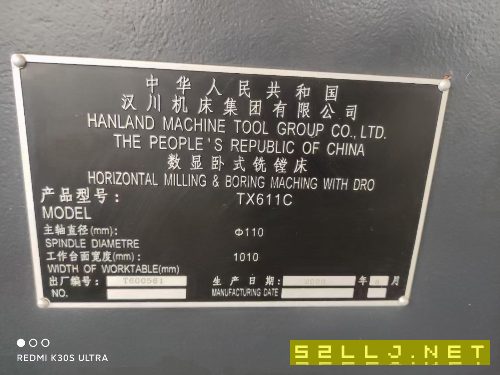 中华人民共和国
汉川机床集团有限公司
HANLAND MACHINE TOOL GROUP CO., LTD.
THE PEOPLE'S REPUBLIC OF CHINA
数显卧式铣镗床
HORIZONTAL MILLING & BORING MACHING WITH DRO
产品型号: TX611C
MODEL
主轴直径(mm): Φ110
SPINDLE DIAMETRE
工作台面宽度(mm): 1010
WIDTH OF WORKTABLE(mm)
出厂编号: 生产日期: 年 月
NO. MANUFACTURING DATE
REDMI K30S ULTRA
52LLJ.NET